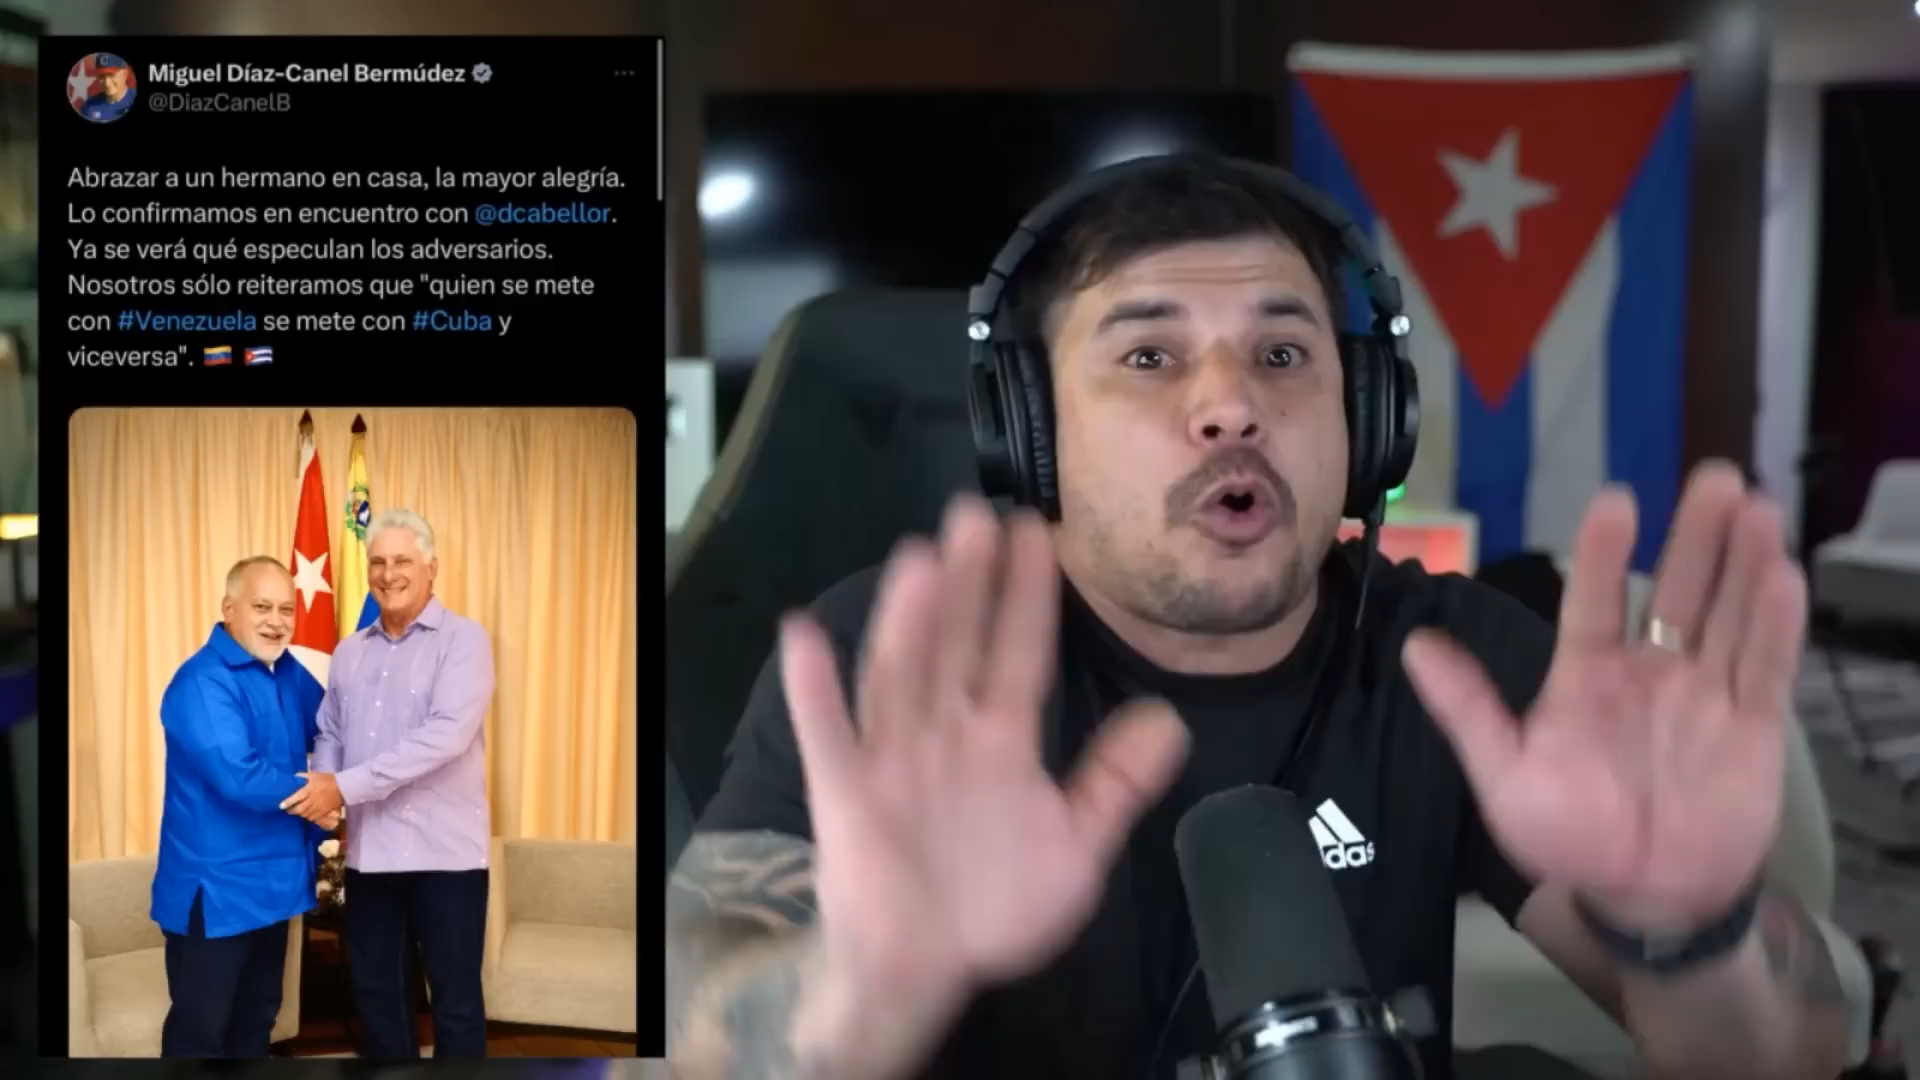 Miguel Díaz-Canel Bermúdez
@DiazCanelB
Abrazar a un hermano en casa, la mayor alegría.
Lo confirmamos en encuentro con @dcabellor.
Ya se verá qué especulan los adversarios.
Nosotros sólo reiteramos que "quien se mete
con #Venezuela se mete con #Cuba y
viceversa".
das